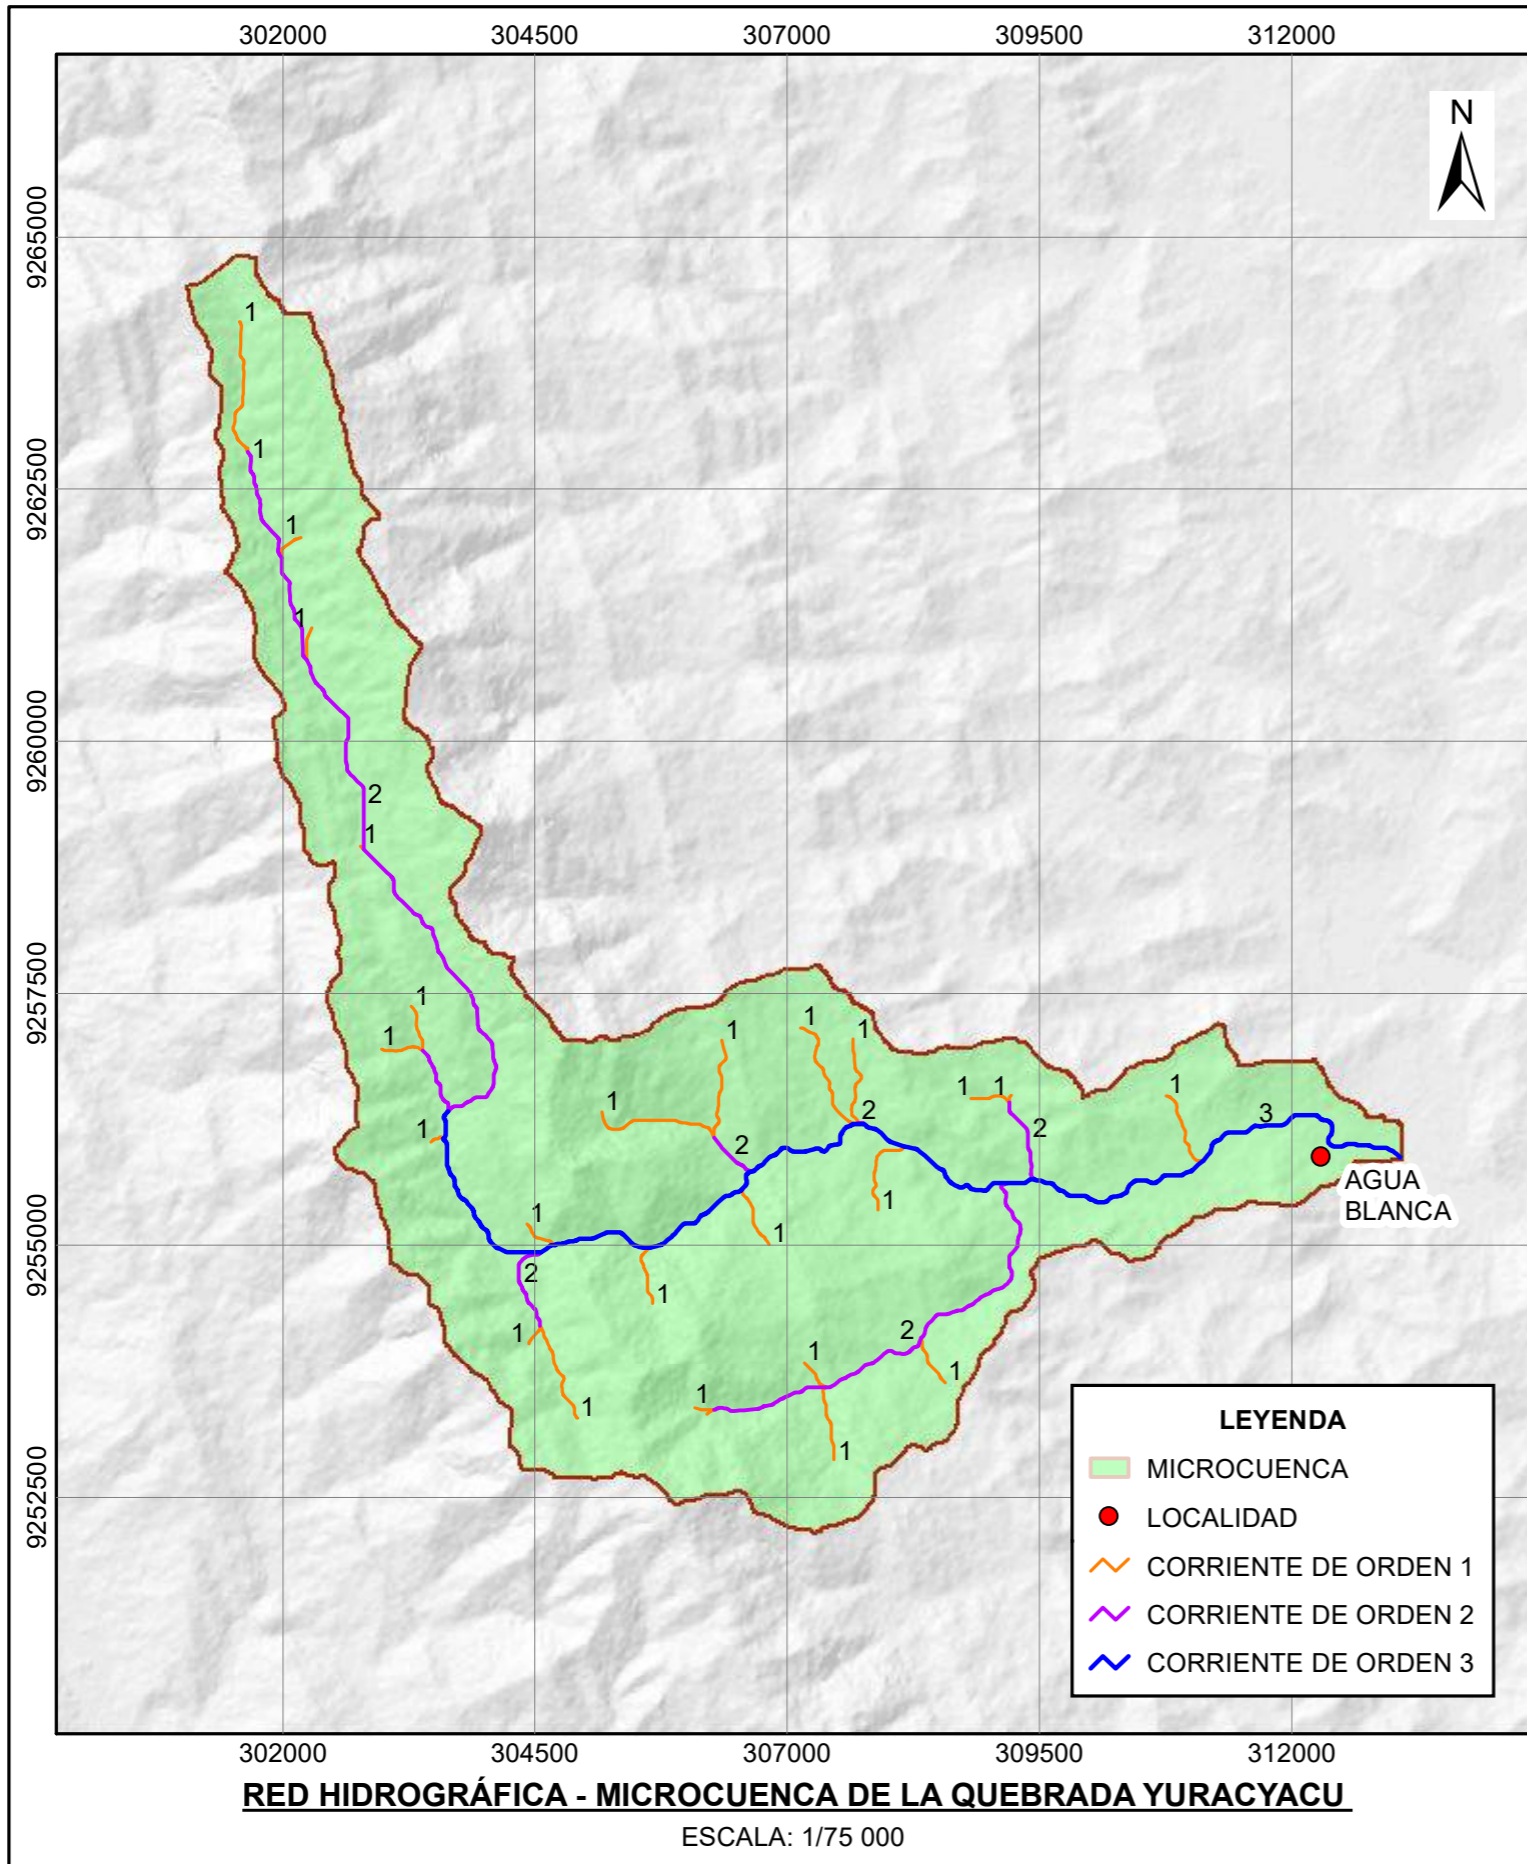 302000 304500 307000 309500 312000
N
9265000
9262500
9260000
9257500
9255000
9252500
1
1
1
1
2
1
1
1
1
1
1
1
1
1
1
2
2
3
1
2
1
1
1
2
1
1
2
1
1
1
1
1
AGUA
BLANCA
LEYENDA
MICROCUENCA
LOCALIDAD
CORRIENTE DE ORDEN 1
CORRIENTE DE ORDEN 2
CORRIENTE DE ORDEN 3
302000 304500 307000 309500 312000
RED HIDROGRÁFICA - MICROCUENCA DE LA QUEBRADA YURACYACU
ESCALA: 1/75 000